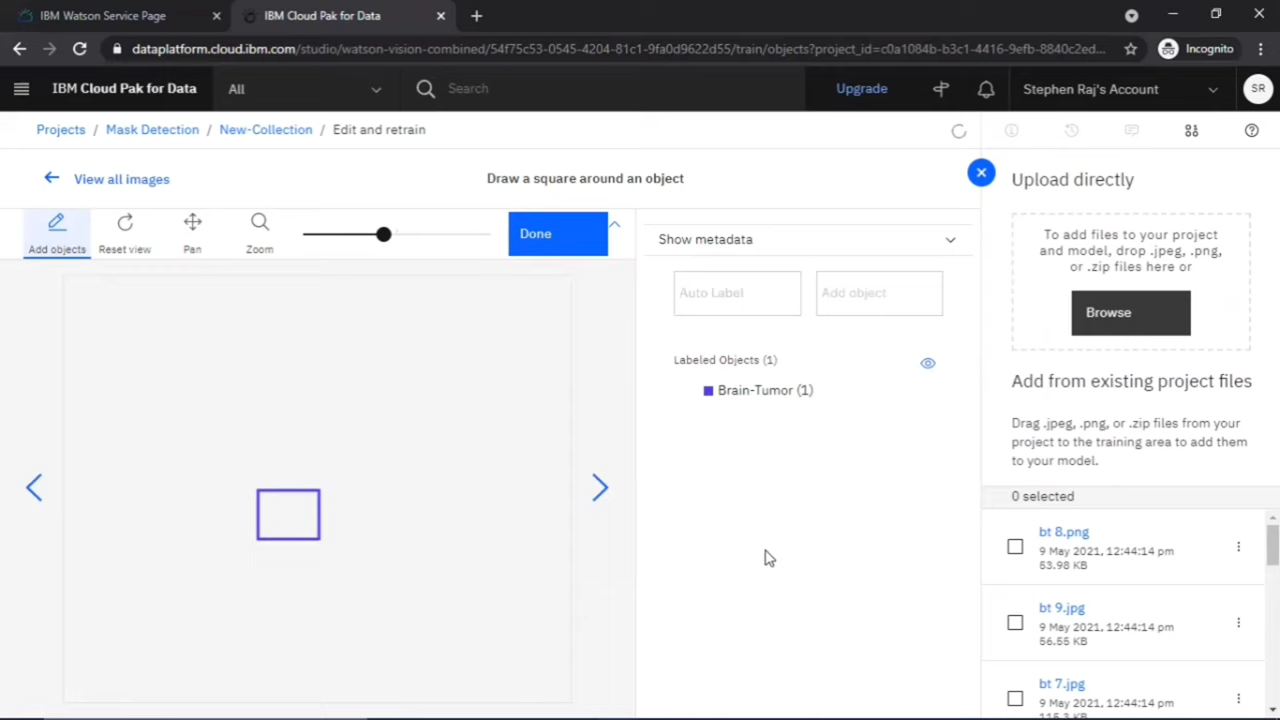 IBM Watson Service Page
IBM Cloud Pak for Data
dataplatform.cloud.ibm.com/studio/watson-vision-combined/54f75c53-0545-4204-81c1-9fa0d9622d55/train/objects?project_id=c0a1084b-b3c1-4416-9efb-8840c2ed...
Incognito
IBM Cloud Pak for Data
All
Search
Upgrade
Stephen Raj's Account
SR
Projects / Mask Detection / New-Collection / Edit and retrain
View all images
Draw a square around an object
Add objects
Reset view
Pan
Zoom
Done
Show metadata
Auto Label
Add object
Labeled Objects (1)
Brain-Tumor (1)
Upload directly
To add files to your project
and model, drop .jpeg, .png,
or .zip files here or
Browse
Add from existing project files
Drag .jpeg, .png, or .zip files from your
project to the training area to add them
to your model.
0 selected
bt 8.png
9 May 2021, 12:44:14 pm
53.98 KB
bt 9.jpg
9 May 2021, 12:44:14 pm
56.55 KB
bt 7.jpg
9 May 2021, 12:44:14 pm
115.3 KB